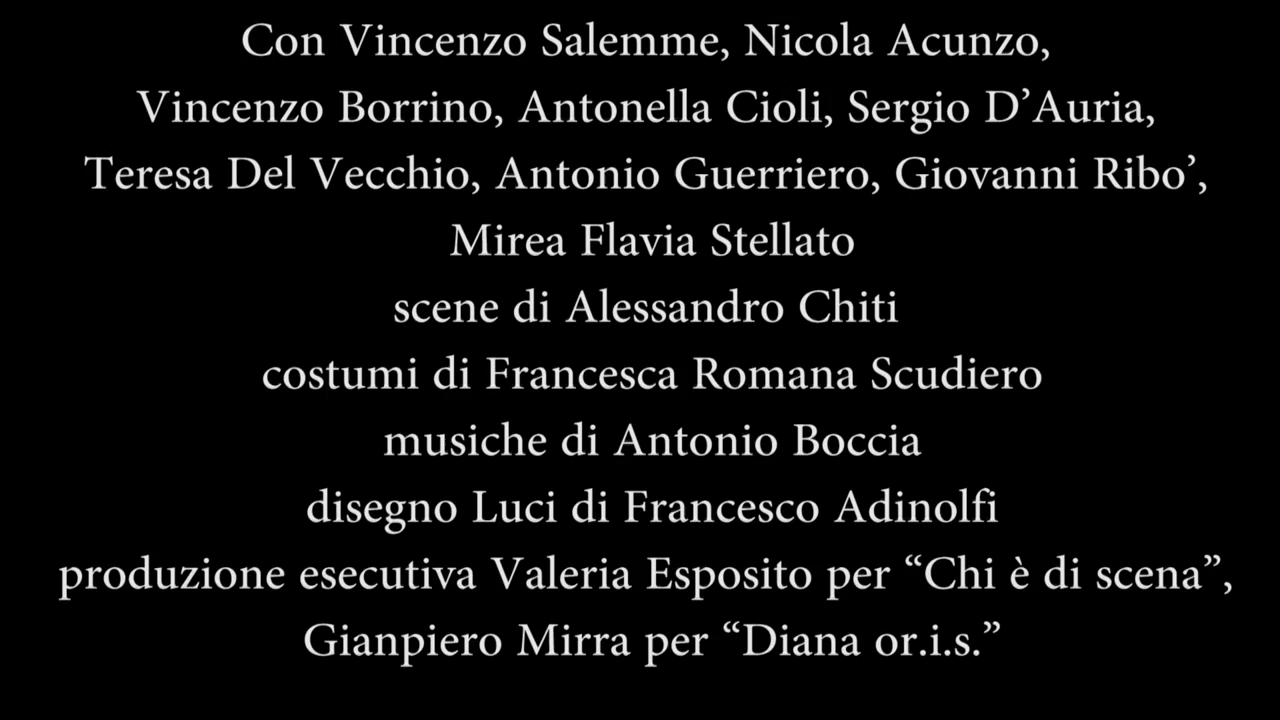 Con Vincenzo Salemme, Nicola Acunzo,
Vincenzo Borrino, Antonella Cioli, Sergio D’Auria,
Teresa Del Vecchio, Antonio Guerriero, Giovanni Ribo’,
Mirea Flavia Stellato
scene di Alessandro Chiti
costumi di Francesca Romana Scudiero
musiche di Antonio Boccia
disegno Luci di Francesco Adinolfi
produzione esecutiva Valeria Esposito per “Chi è di scena”,
Gianpiero Mirra per “Diana or.i.s.”